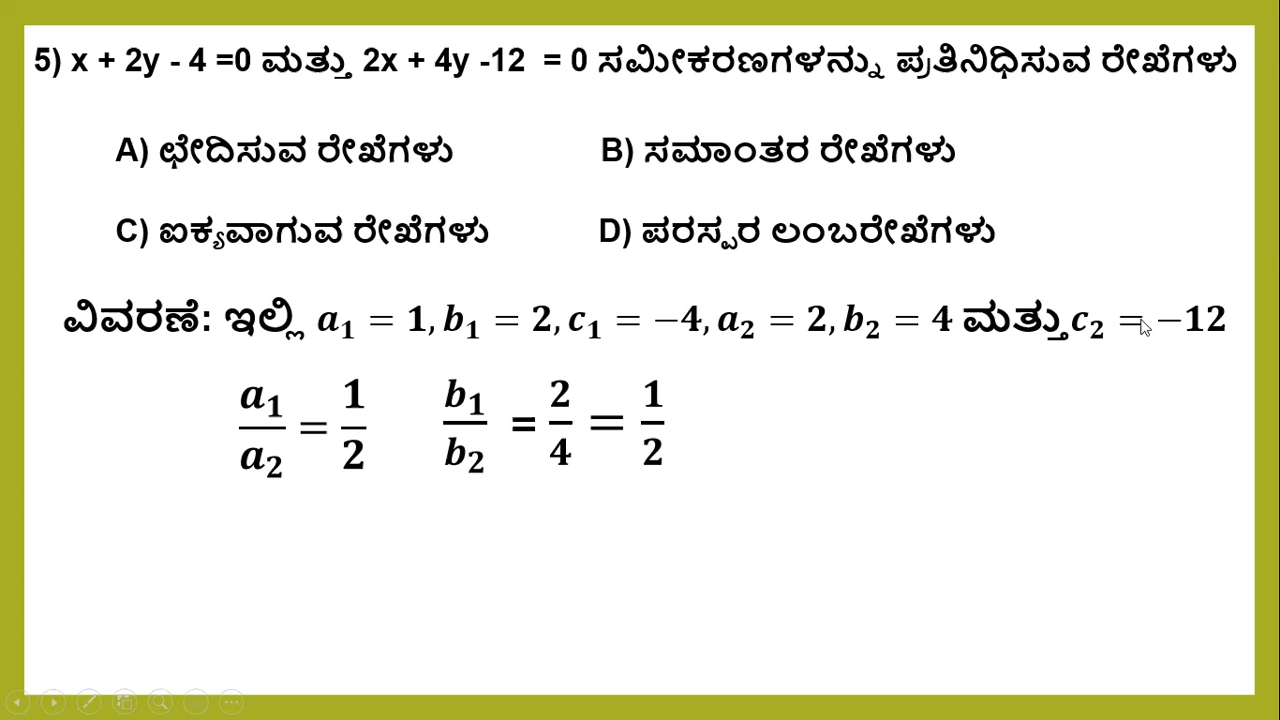 5) x + 2y - 4 =0 ಮತ್ತು 2x + 4y -12 = 0 ಸಮೀಕರಣಗಳನ್ನು ಪ್ರತಿನಿಧಿಸುವ ರೇಖೆಗಳು
A) ಛೇದಿಸುವ ರೇಖೆಗಳು B) ಸಮಾಂತರ ರೇಖೆಗಳು
C) ಐಕ್ಯವಾಗುವ ರೇಖೆಗಳು D) ಪರಸ್ಪರ ಲಂಬರೇಖೆಗಳು
ವಿವರಣೆ: ಇಲ್ಲಿ a₁ = 1, b₁ = 2, c₁ = −4, a₂ = 2, b₂ = 4 ಮತ್ತು c₂ = −12
a₁/a₂ = 1/2 b₁/b₂ = 2/4 = 1/2